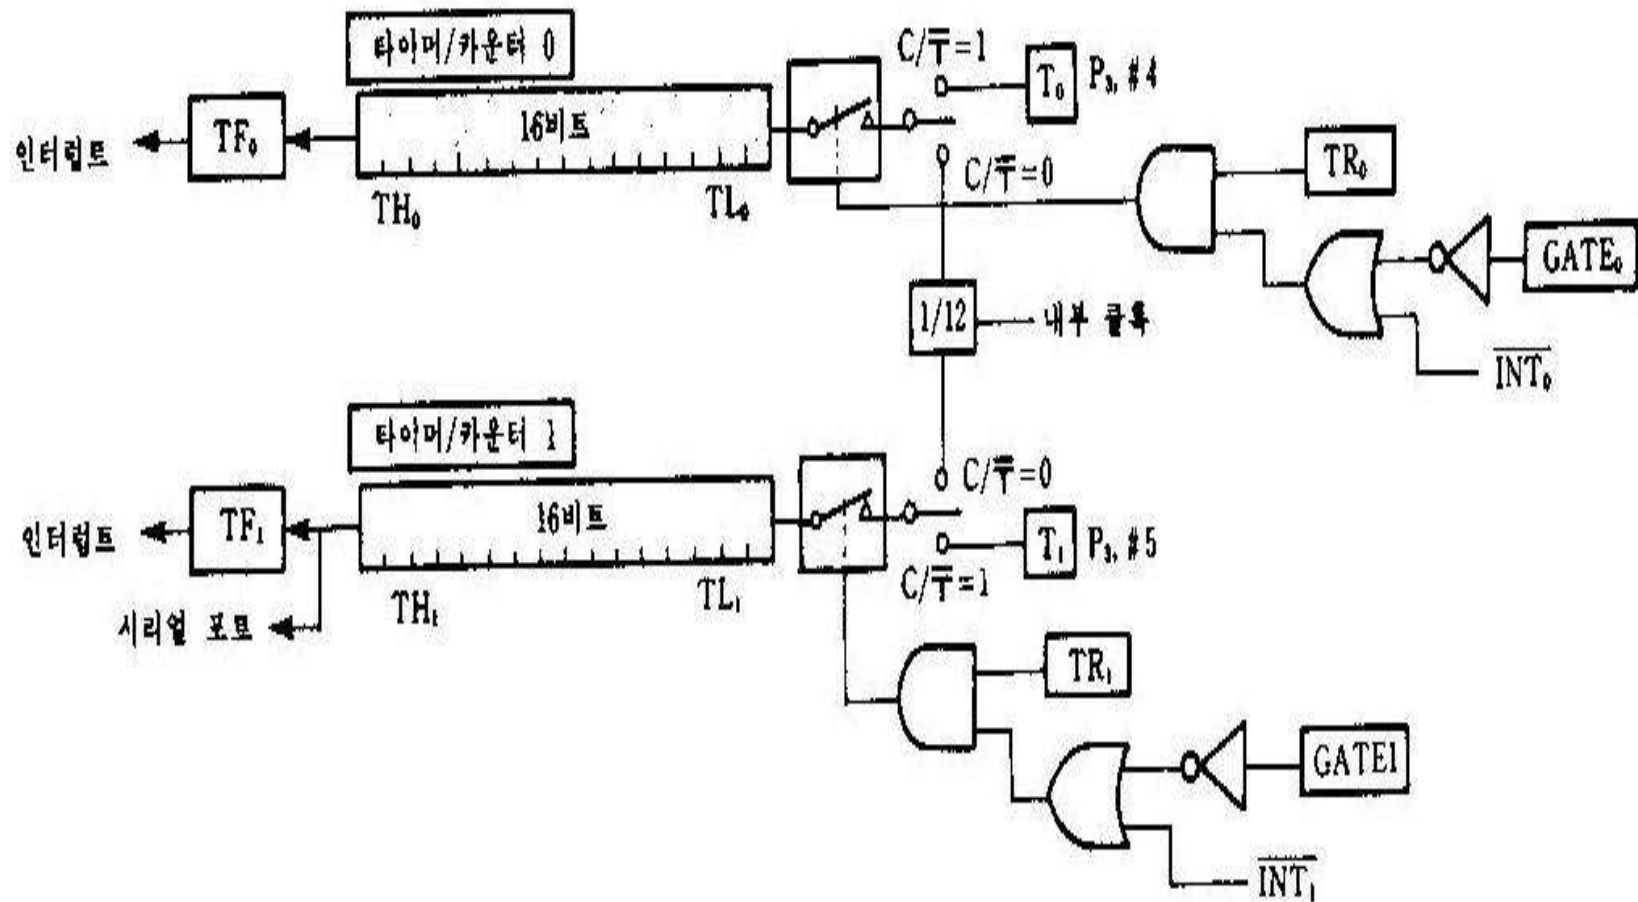 타이머/카운터 0
C/T̅=1
T₀
P₃, #4
인터럽트
TF₀
16비트
TH₀
TL₀
C/T̅=0
TR₀
GATE₀
1/12
내부 클록
I̅N̅T̅₀
타이머/카운터 1
C/T̅=0
인터럽트
TF₁
16비트
T₁
P₃, #5
TH₁
TL₁
C/T̅=1
시리얼 포트
TR₁
GATE1
I̅N̅T̅₁